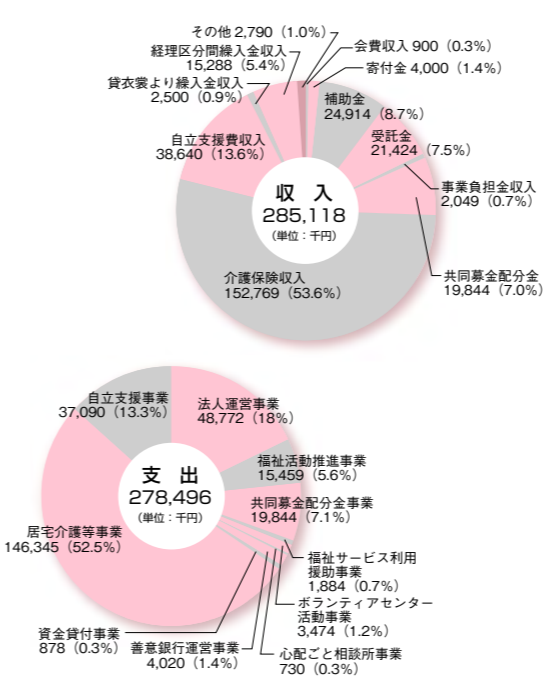 その他 2,790（1.0%）
経理区分間繰入金収入
15,288（5.4%）
貸衣裳より繰入金収入
2,500（0.9%）
自立支援費収入
38,640（13.6%）
会費収入 900（0.3%）
寄付金 4,000（1.4%）
補助金
24,914（8.7%）
受託金
21,424（7.5%）
事業負担金収入
2,049（0.7%）
共同募金配分金
19,844（7.0%）
収 入
285,118
（単位：千円）
介護保険収入
152,769（53.6%）
自立支援事業
37,090（13.3%）
法人運営事業
48,772（18%）
福祉活動推進事業
15,459（5.6%）
共同募金配分金事業
19,844（7.1%）
支 出
278,496
（単位：千円）
居宅介護等事業
146,345（52.5%）
福祉サービス利用
援助事業
1,884（0.7%）
ボランティアセンター
活動事業
3,474（1.2%）
心配ごと相談所事業
730（0.3%）
善意銀行運営事業
4,020（1.4%）
資金貸付事業
878（0.3%）